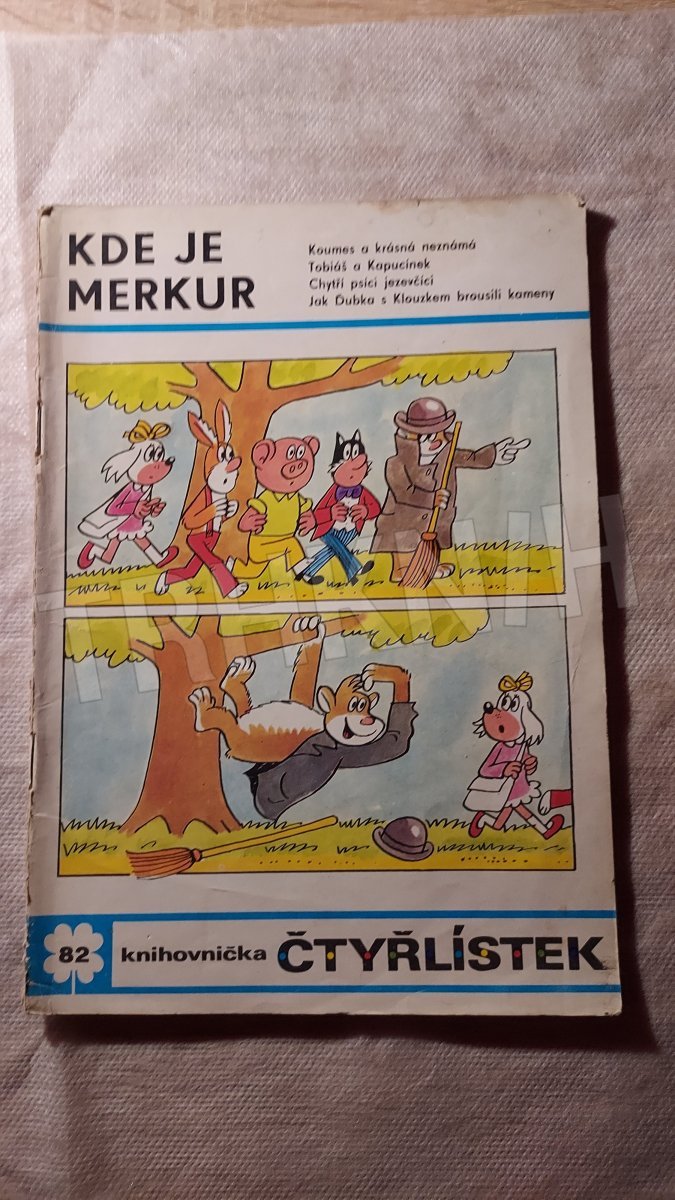 KDE JE
MERKUR
Koumes a krásná neznámá
Tobiáš a Kapucínek
Chytří psíci jezevčíci
Jak Ďubka s Klouzkem brousili kameny
82
knihovnička ČTYŘLÍSTEK